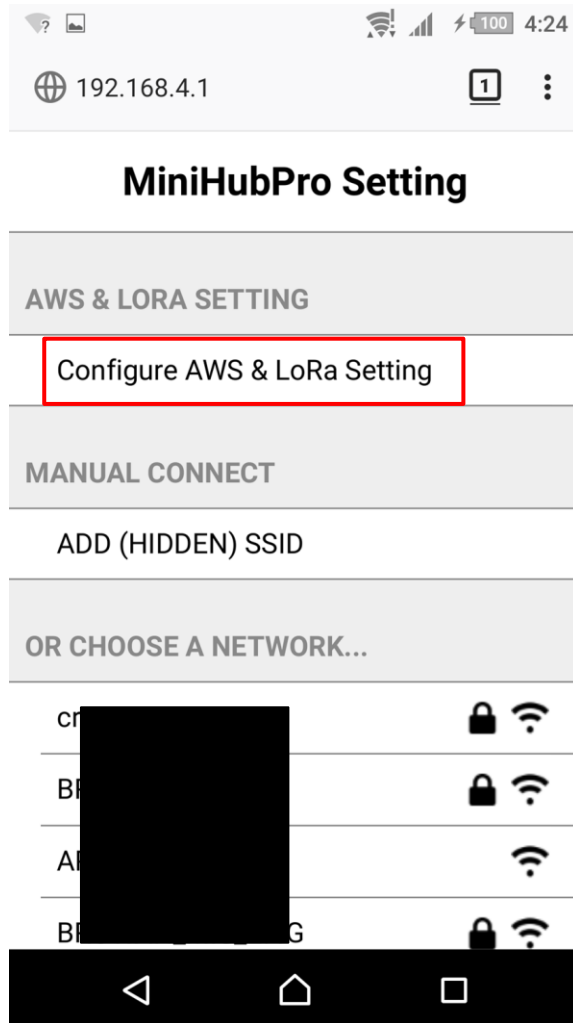 100 4:24
192.168.4.1 1
MiniHubPro Setting
AWS & LORA SETTING
Configure AWS & LoRa Setting
MANUAL CONNECT
ADD (HIDDEN) SSID
OR CHOOSE A NETWORK...